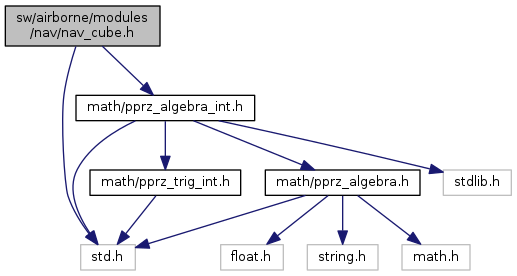 sw/airborne/modules
/nav/nav_cube.h
math/pprz_algebra_int.h
math/pprz_trig_int.h
math/pprz_algebra.h
stdlib.h
std.h
float.h
string.h
math.h